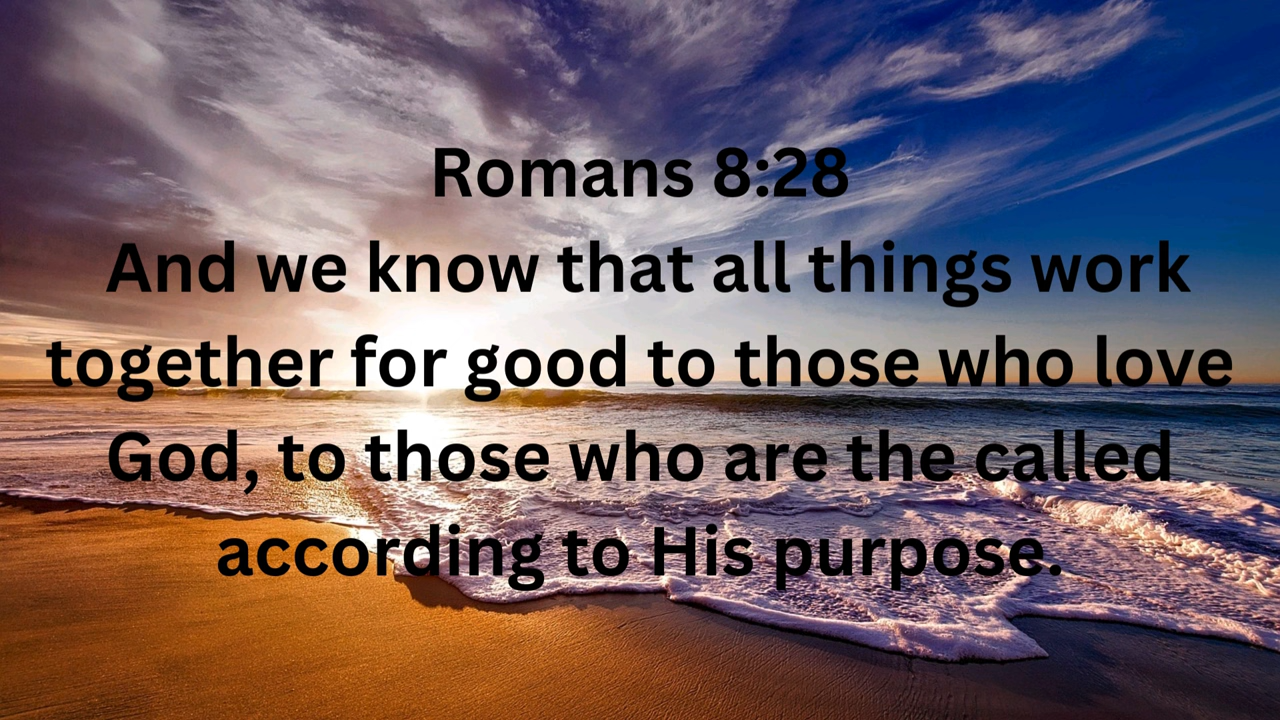 Romans 8:28
And we know that all things work
together for good to those who love
God, to those who are the called
according to His purpose.